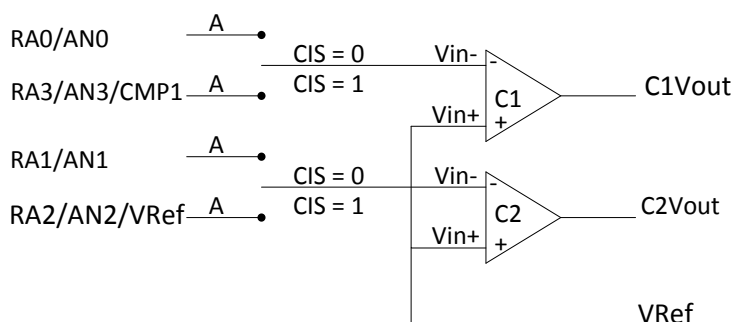 RA0/AN0 A
CIS = 0 Vin-
-
RA3/AN3/CMP1 A CIS = 1
C1
C1Vout
Vin+ +
RA1/AN1 A
CIS = 0 Vin-
-
RA2/AN2/VRef A CIS = 1
C2
C2Vout
Vin+ +
VRef